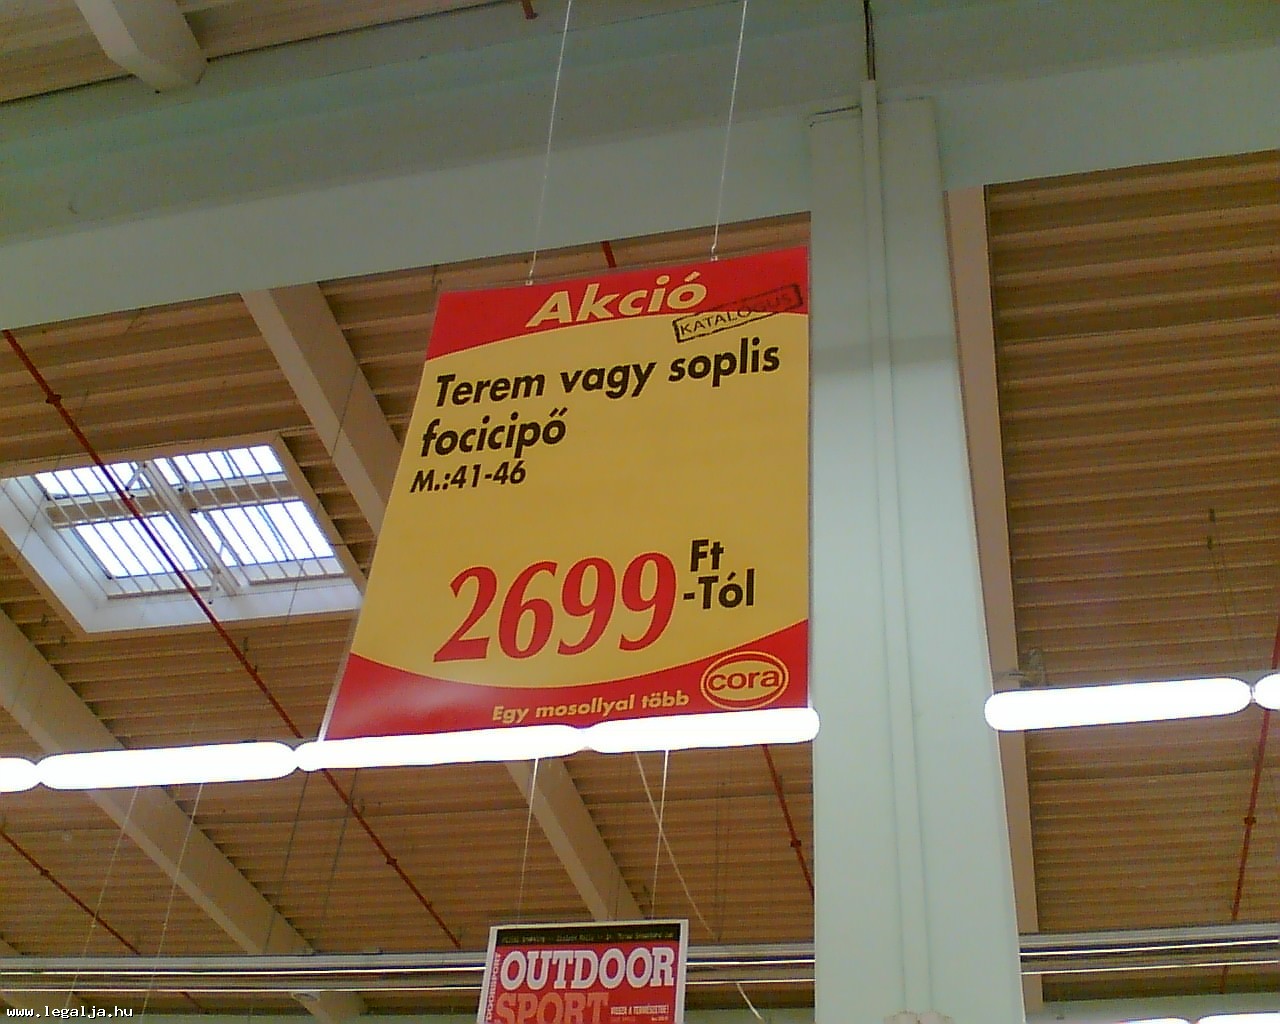 Akció
KATALÓGUS
Terem vagy soplis
focicipő
M.:41-46
2699 Ft
-Tól
Egy mosollyal több
cora
OUTDOOR
SPORT
www.legalja.hu